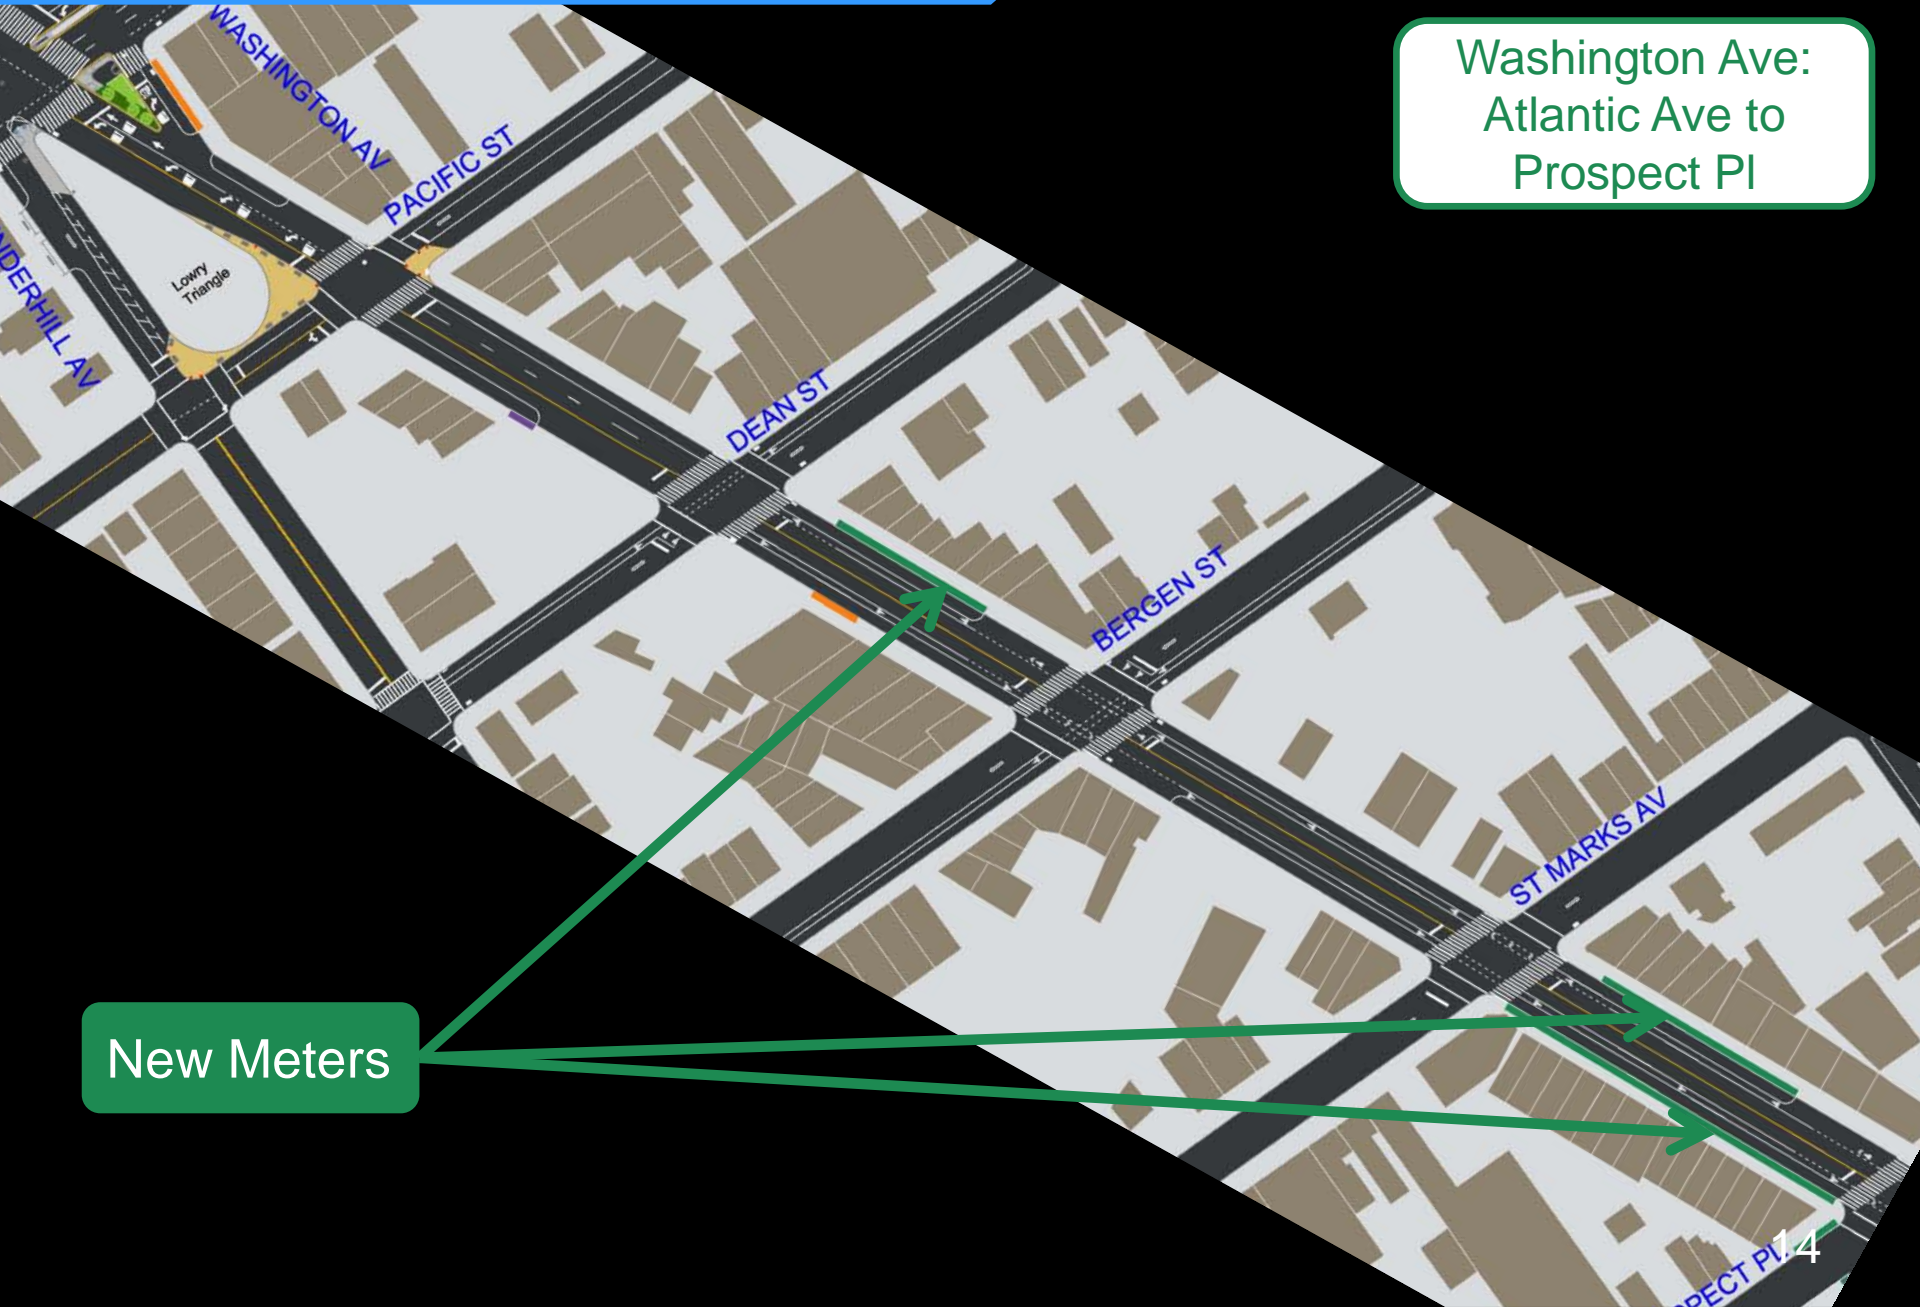 Washington Ave:
Atlantic Ave to
Prospect Pl
WASHINGTON AV
PACIFIC ST
Lowry
Triangle
DEAN ST
BERGEN ST
ST MARKS AV
New Meters
14